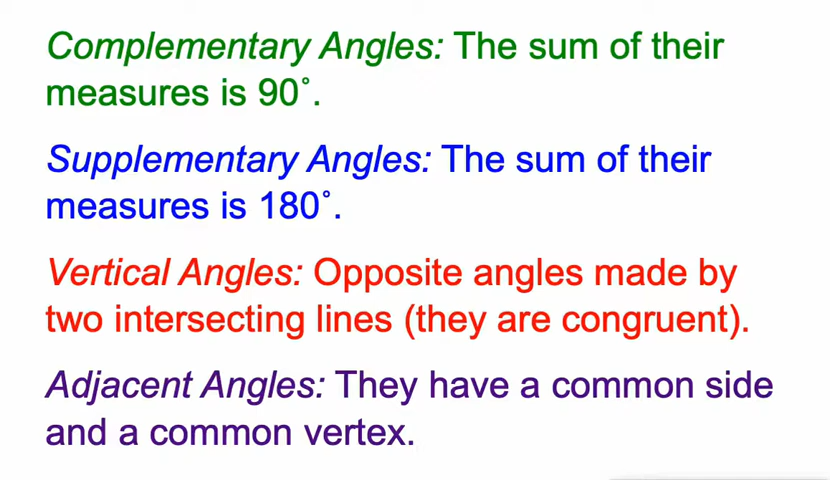 Complementary Angles: The sum of their
measures is 90˚.
Supplementary Angles: The sum of their
measures is 180˚.
Vertical Angles: Opposite angles made by
two intersecting lines (they are congruent).
Adjacent Angles: They have a common side
and a common vertex.